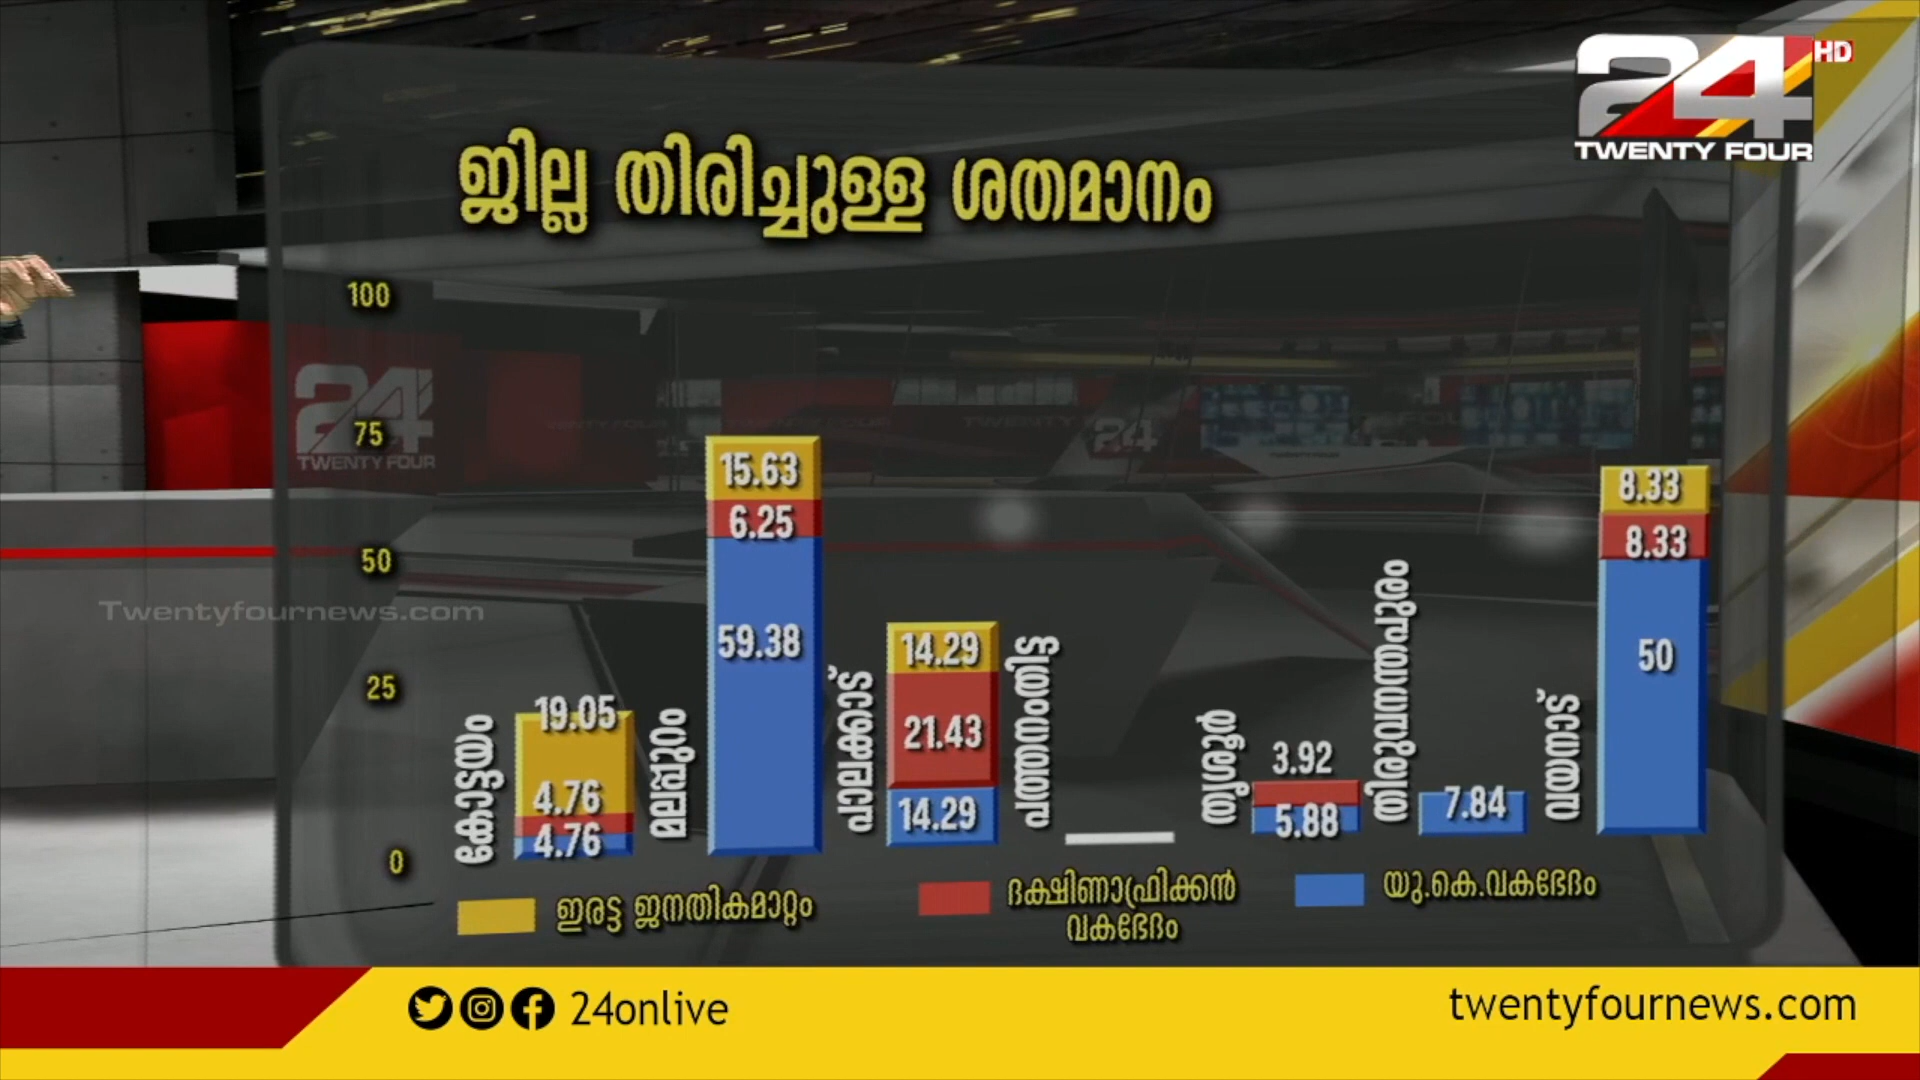 24 HD
TWENTY FOUR
ജില്ല തിരിച്ചുള്ള ശതമാനം
100
75
50
25
0
24
TWENTY FOUR
24
Twentyfournews.com
കോട്ടയം
19.05
4.76
4.76
മലപ്പുറം
15.63
6.25
59.38
പാലക്കാട്
14.29
21.43
14.29
പത്തനംതിട്ട
തൃശ്ശൂർ
3.92
5.88
തിരുവനന്തപുരം
7.84
വയനാട്
8.33
8.33
50
ഇരട്ട ജനതികമാറ്റം
ദക്ഷിണാഫ്രിക്കൻ
വകഭേദം
യു.കെ.വകഭേദം
24onlive
twentyfournews.com